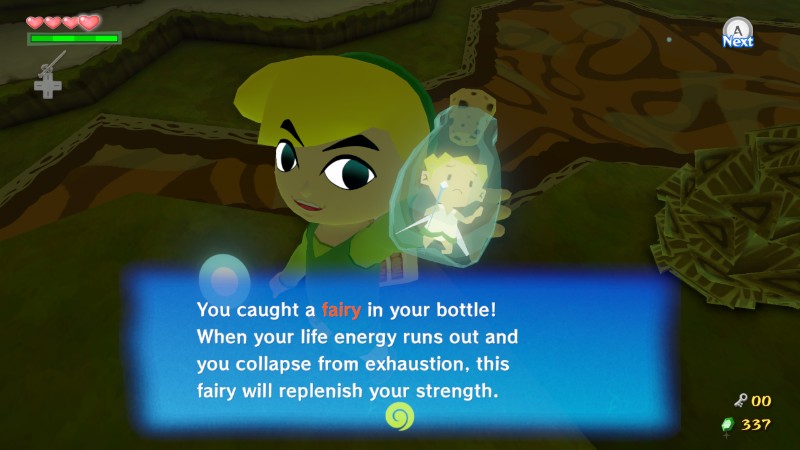 A
Next
You caught a fairy in your bottle!
When your life energy runs out and
you collapse from exhaustion, this
fairy will replenish your strength.
00
337